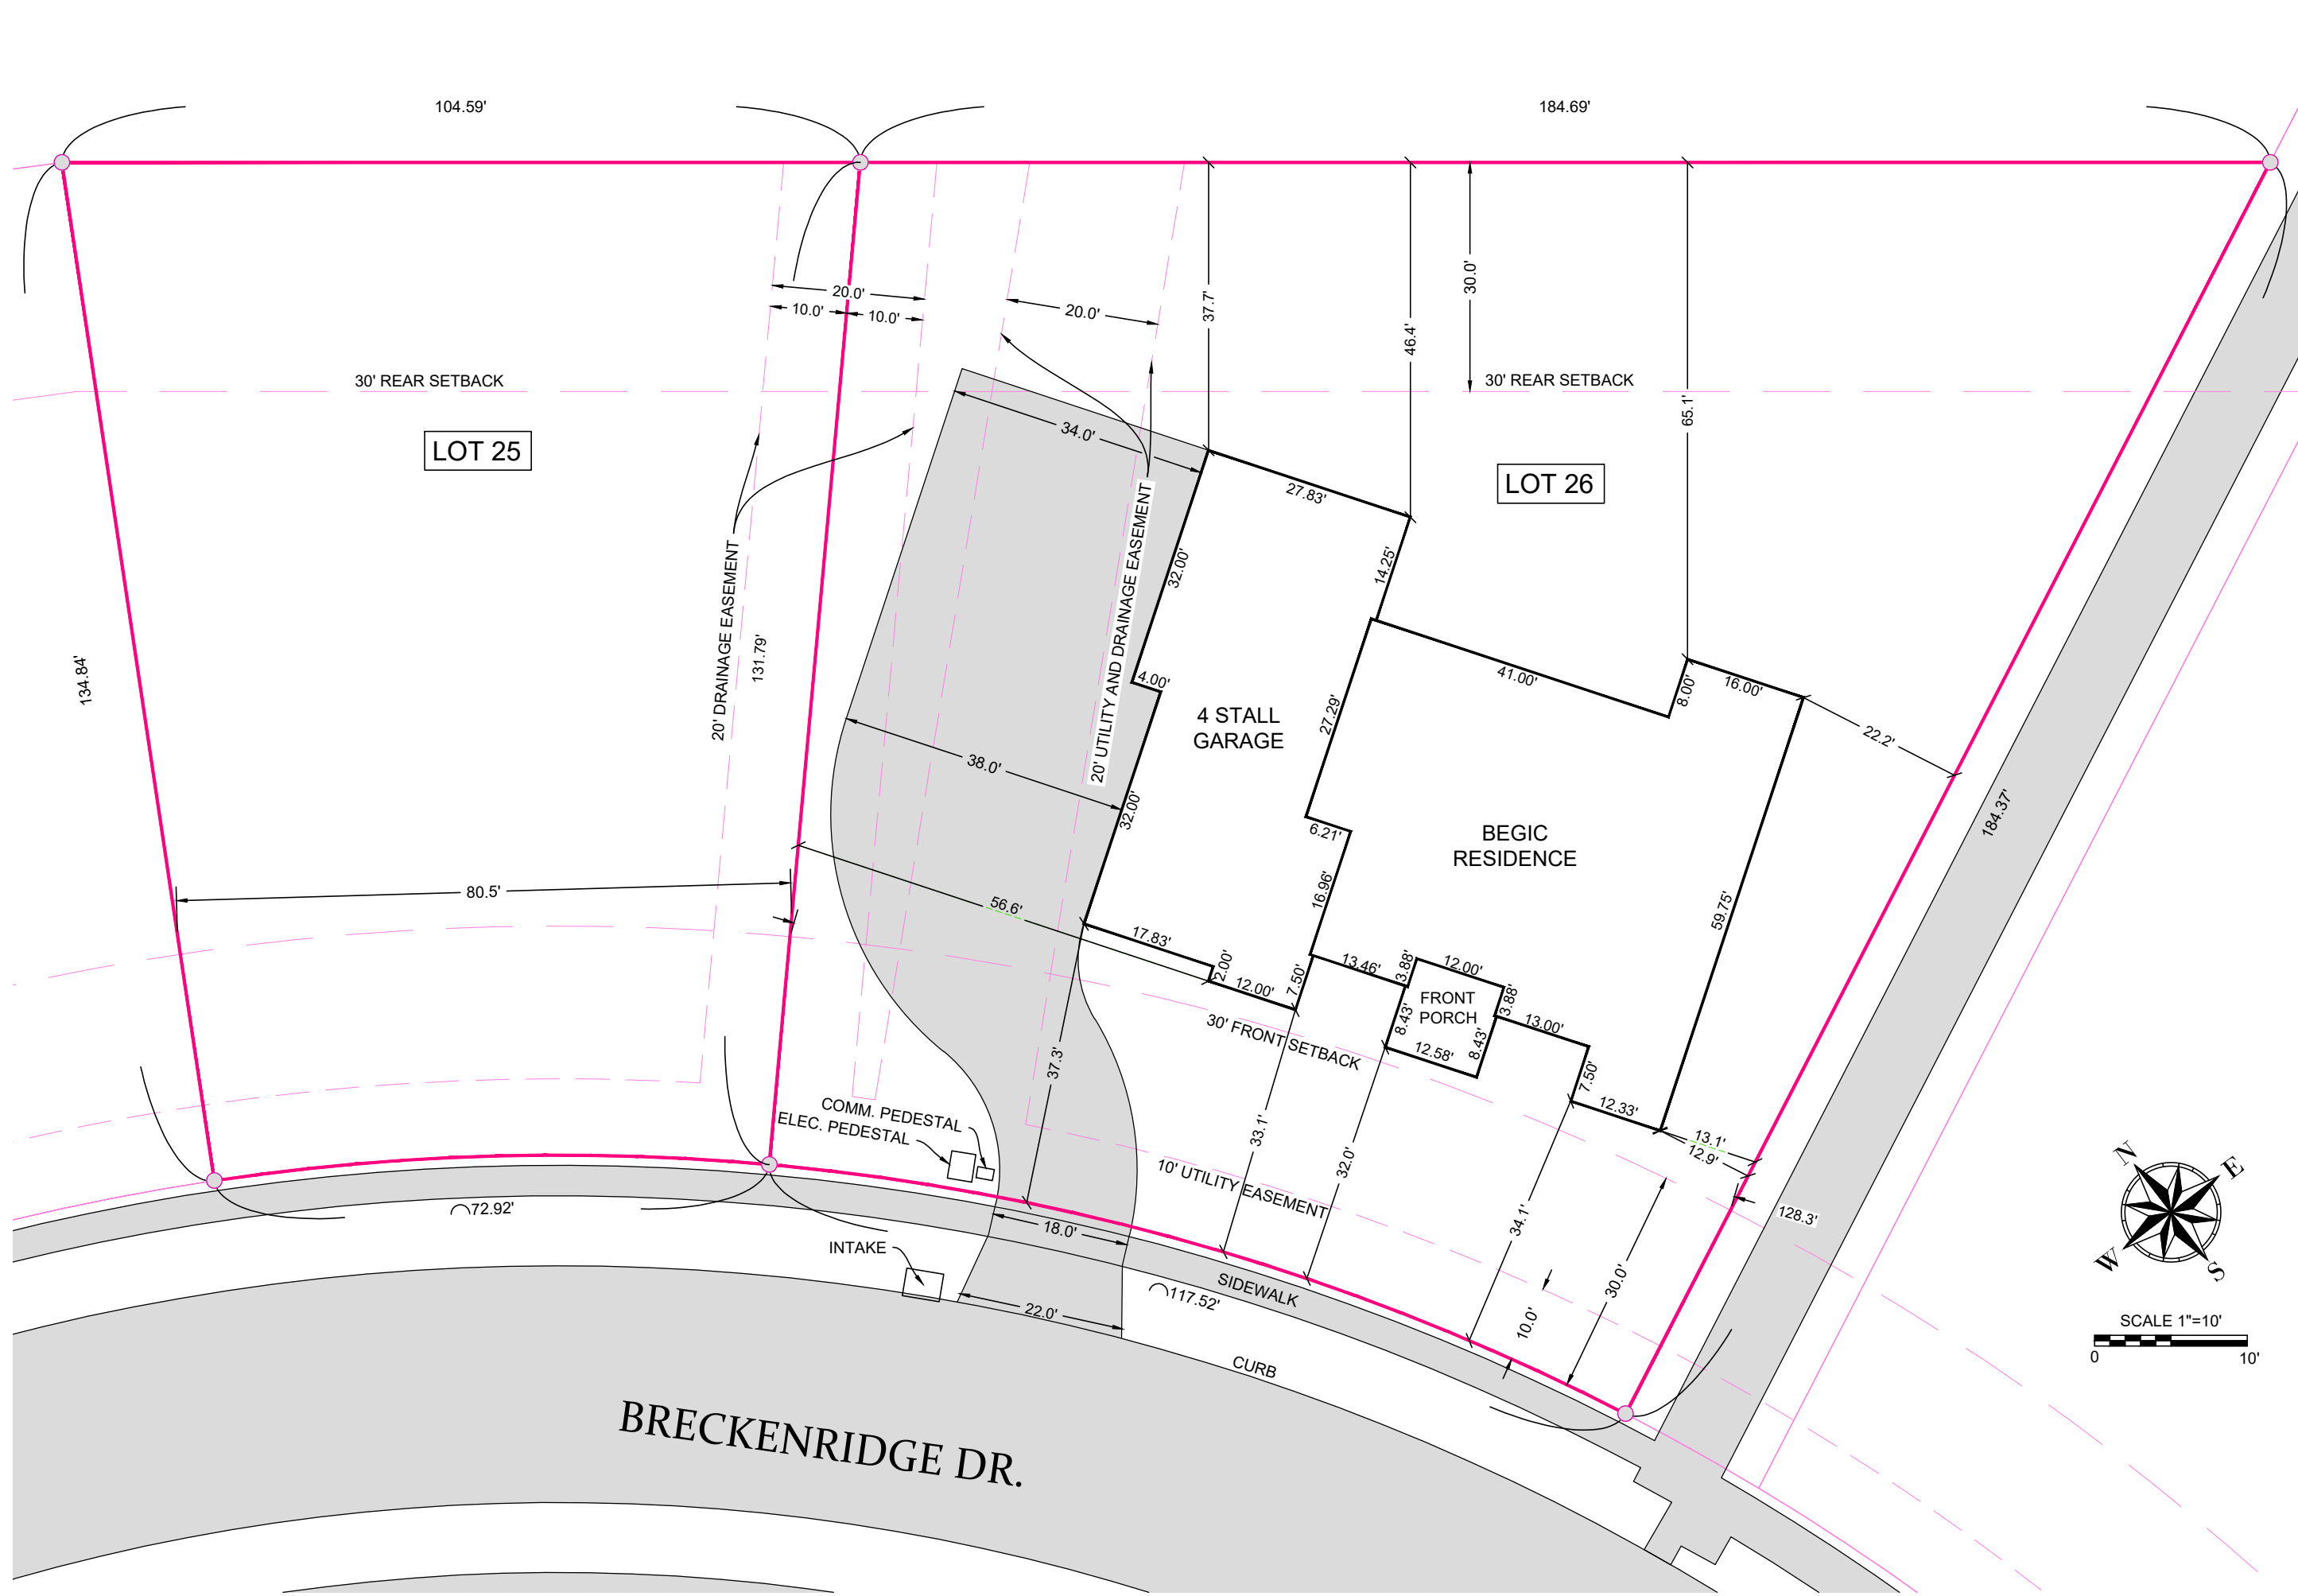 104.59'
184.69'
20.0'
10.0'
10.0'
20.0'
37.7'
46.4'
30.0'
65.1'
30' REAR SETBACK
30' REAR SETBACK
LOT 25
LOT 26
34.0'
27.83'
32.00'
14.25'
20' DRAINAGE EASEMENT
131.79'
134.84'
20' UTILITY AND DRAINAGE EASEMENT
4.00'
41.00'
8.00'
16.00'
22.2'
4 STALL
GARAGE
27.29'
38.0'
32.00'
6.21'
BEGIC
RESIDENCE
184.37'
80.5'
56.6'
16.96'
59.75'
17.83'
2.00'
12.00'
7.50'
13.46'
3.88'
12.00'
3.88'
FRONT
PORCH
8.43'
8.43'
12.58'
13.00'
7.50'
12.33'
30' FRONT SETBACK
37.3'
33.1'
32.0'
34.1'
13.1'
12.9'
128.3'
COMM. PEDESTAL
ELEC. PEDESTAL
10' UTILITY EASEMENT
72.92'
18.0'
INTAKE
SIDEWALK
117.52'
22.0'
10.0'
30.0'
CURB
BRECKENRIDGE DR.
N
E
W
S
SCALE 1"=10'
0
10'